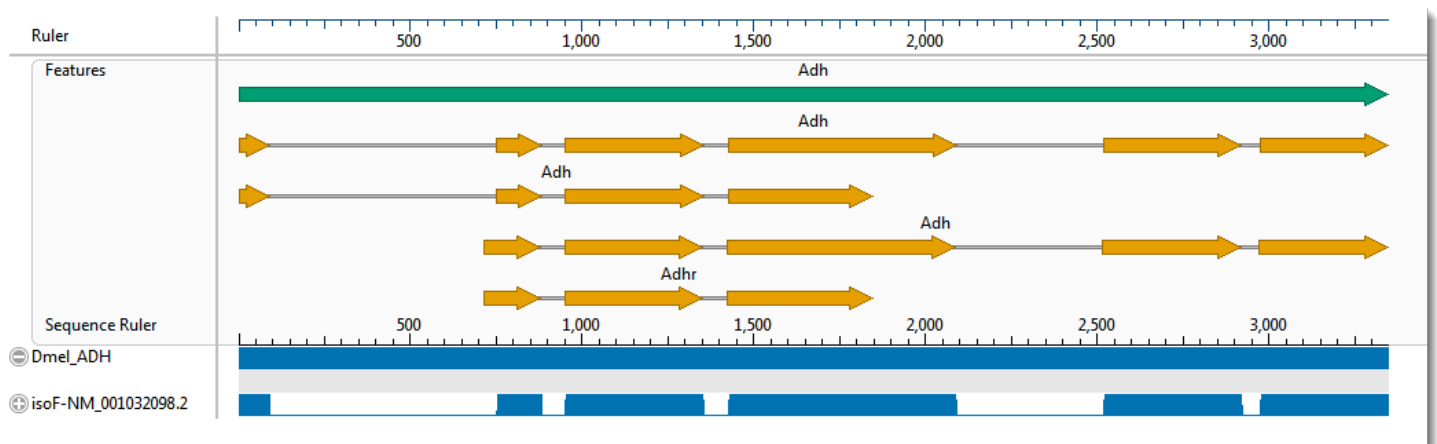 Ruler
500 1,000 1,500 2,000 2,500 3,000
Features
Adh
Adh
Adh
Adh
Adhr
Sequence Ruler
500 1,000 1,500 2,000 2,500 3,000
Dmel_ADH
isoF-NM_001032098.2